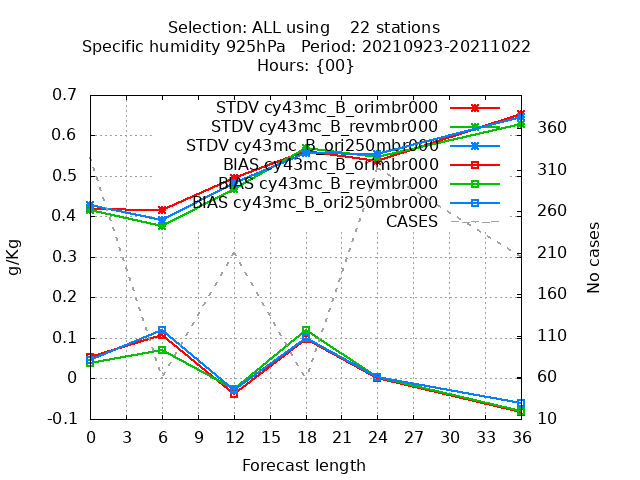 Selection: ALL using    22 stations
Specific humidity 925hPa   Period: 20210923-20211022
Hours: {00}
STDV cy43mc_B_orimbr000
STDV cy43mc_B_revmbr000
STDV cy43mc_B_ori250mbr000
BIAS cy43mc_B_orimbr000
BIAS cy43mc_B_revmbr000
BIAS cy43mc_B_ori250mbr000
CASES
g/Kg
0.7
0.6
0.5
0.4
0.3
0.2
0.1
0
-0.1
360
310
260
210
160
110
60
10
No cases
0 3 6 9 12 15 18 21 24 27 30 33 36
Forecast length